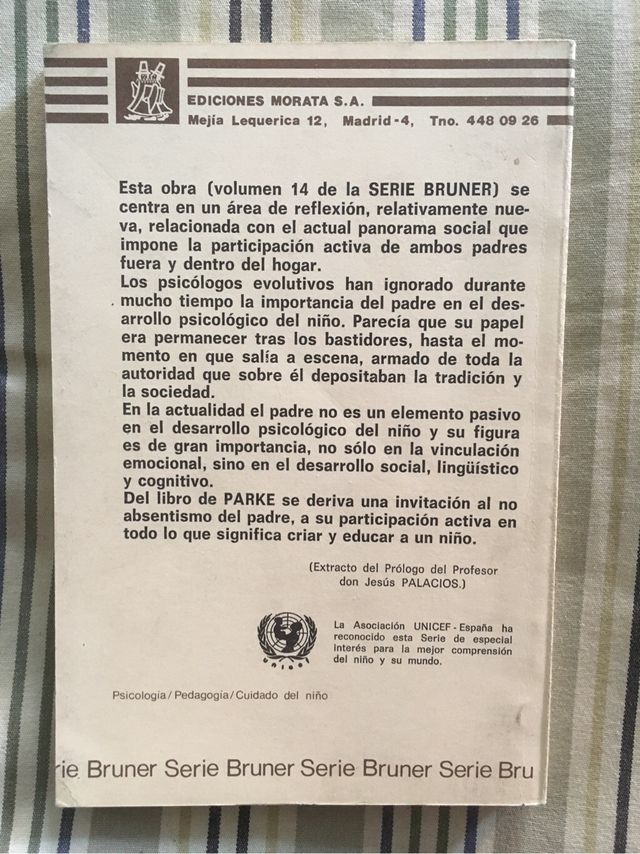 EDICIONES MORATA S.A.
Mejía Lequerica 12, Madrid-4, Tno. 448 09 26
Esta obra (volumen 14 de la SERIE BRUNER) se
centra en un área de reflexión, relativamente nue-
va, relacionada con el actual panorama social que
impone la participación activa de ambos padres
fuera y dentro del hogar.
Los psicólogos evolutivos han ignorado durante
mucho tiempo la importancia del padre en el des-
arrollo psicológico del niño. Parecía que su papel
era permanecer tras los bastidores, hasta el mo-
mento en que salía a escena, armado de toda la
autoridad que sobre él depositaban la tradición y
la sociedad.
En la actualidad el padre no es un elemento pasivo
en el desarrollo psicológico del niño y su figura
es de gran importancia, no sólo en la vinculación
emocional, sino en el desarrollo social, lingüístico
y cognitivo.
Del libro de PARKE se deriva una invitación al no
absentismo del padre, a su participación activa en
todo lo que significa criar y educar a un niño.
(Extracto del Prólogo del Profesor
don Jesús PALACIOS.)
unicef
La Asociación UNICEF-España ha
reconocido esta Serie de especial
interés para la mejor comprensión
del niño y su mundo.
Psicología/Pedagogía/Cuidado del niño
rie Bruner Serie Bruner Serie Bruner Serie Bru